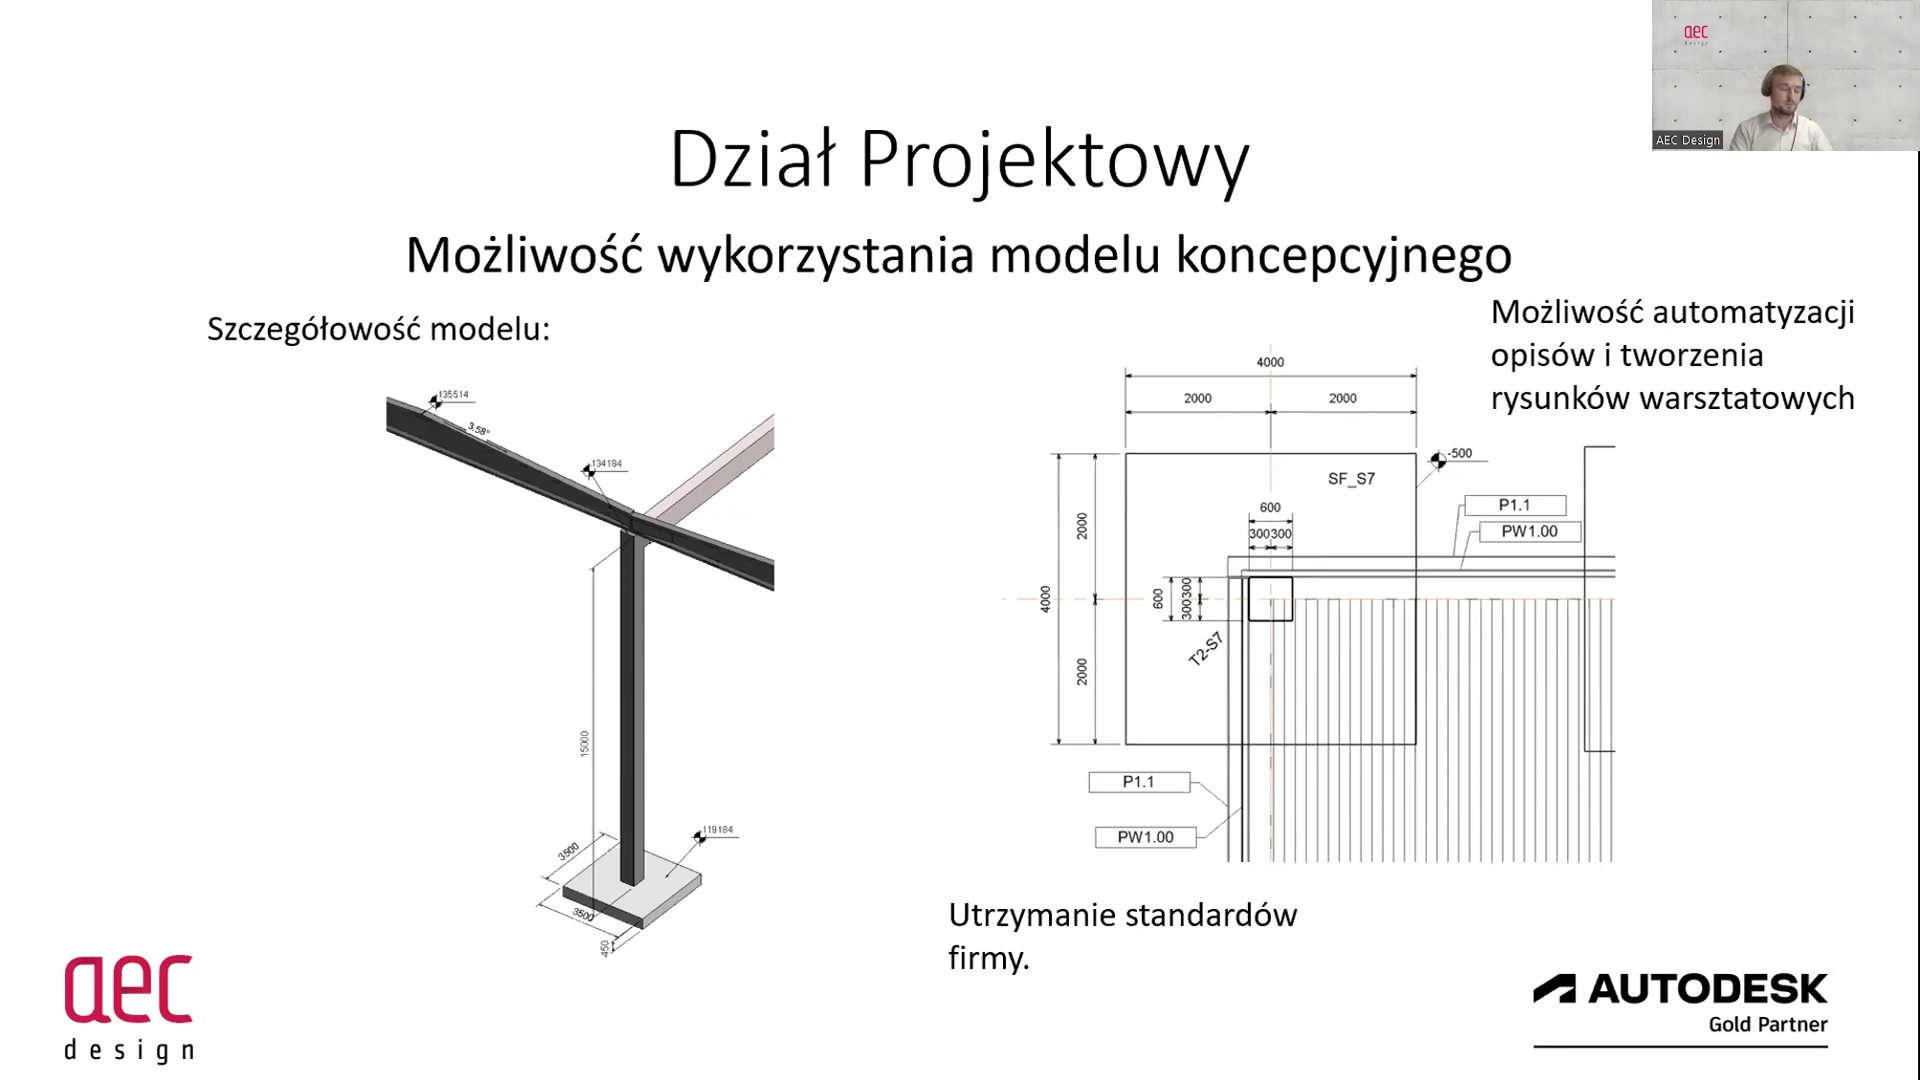 aec
design
AEC Design
Dział Projektowy
Możliwość wykorzystania modelu koncepcyjnego
Szczegółowość modelu:
Możliwość automatyzacji
opisów i tworzenia
rysunków warsztatowych
135514
3.58°
134184
15000
119184
3500
3500
450
4000
2000
2000
-500
SF_S7
P1.1
PW1.00
600
300300
2000
4000
600
300300
T2-S7
2000
P1.1
PW1.00
Utrzymanie standardów
firmy.
aec
design
AUTODESK
Gold Partner